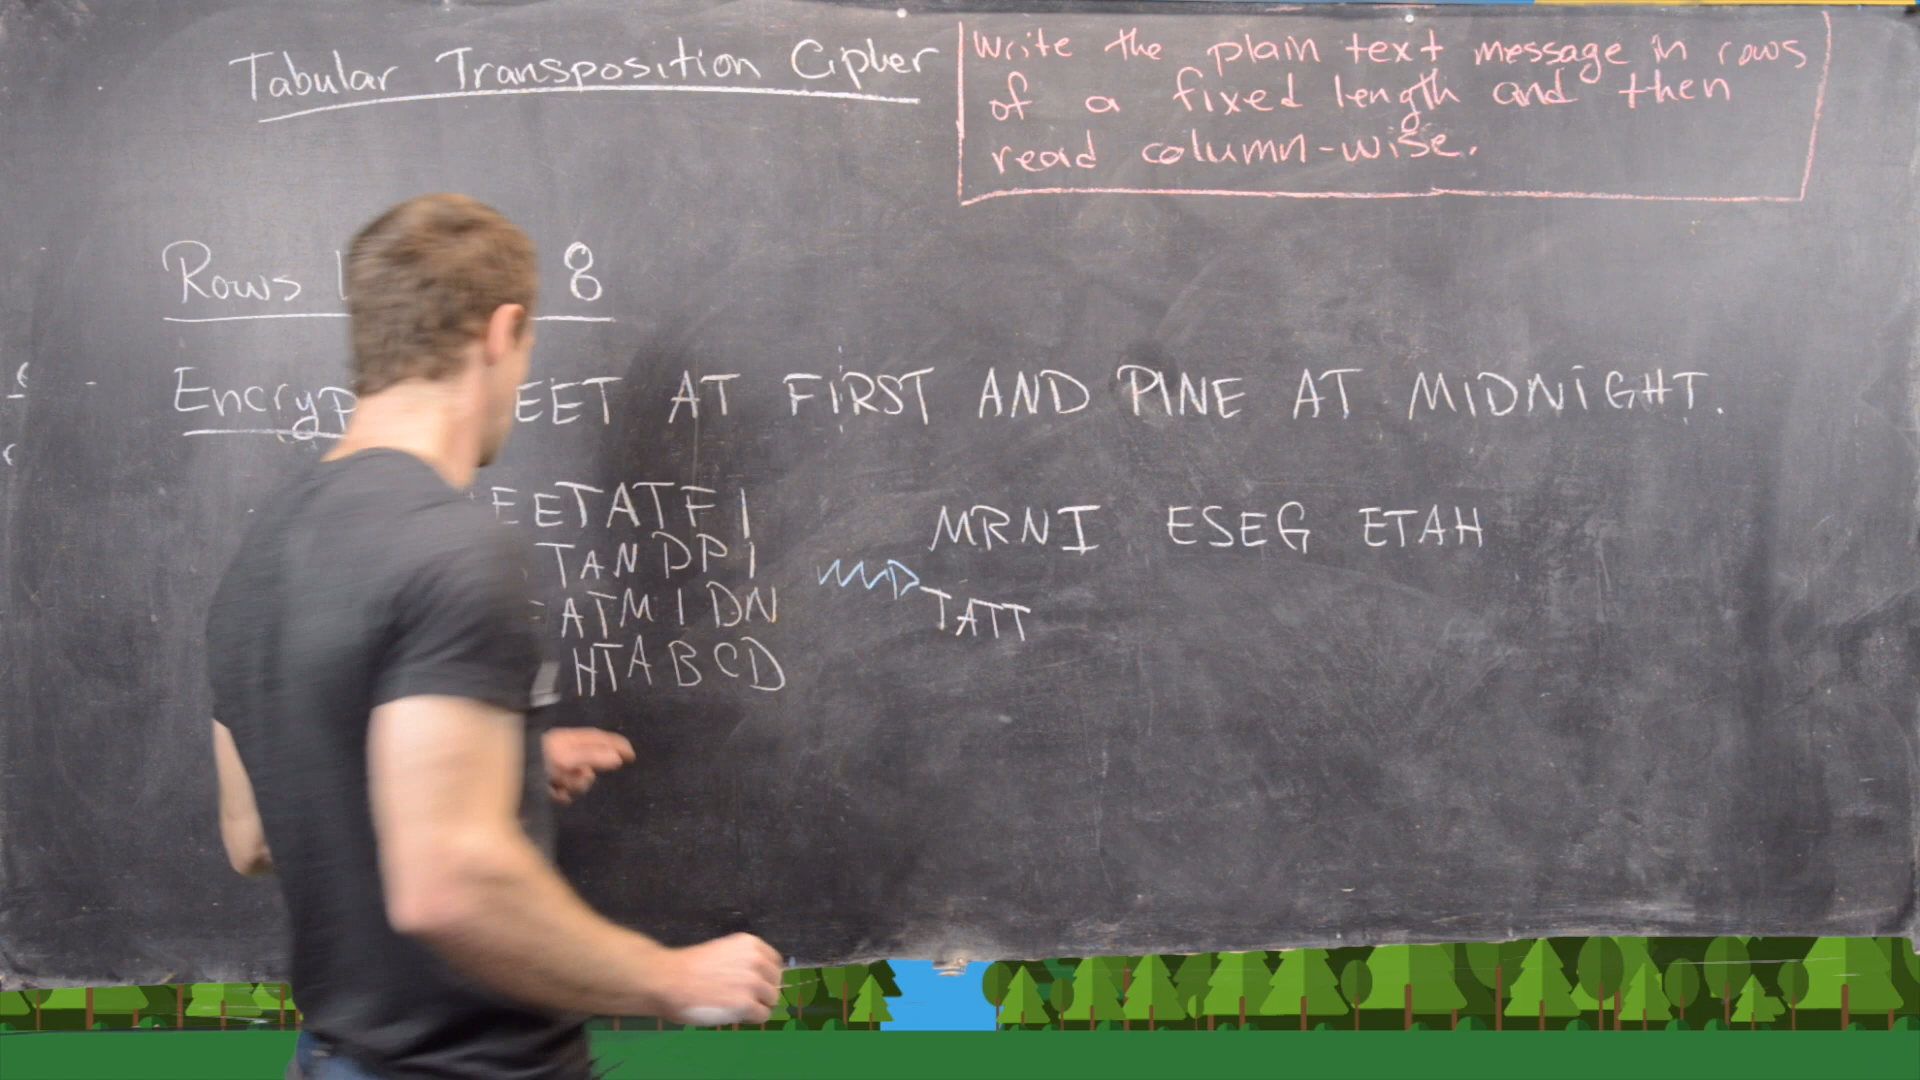 Tabular Transposition Cipher
Write the plain text message in rows
of a fixed length and then
read column-wise.
Rows 8
Encryp EET AT FIRST AND PINE AT MIDNIGHT.
EETATFI
TANDPI
ATMIDN
HTABCD
MRNI ESEG ETAH
TATT